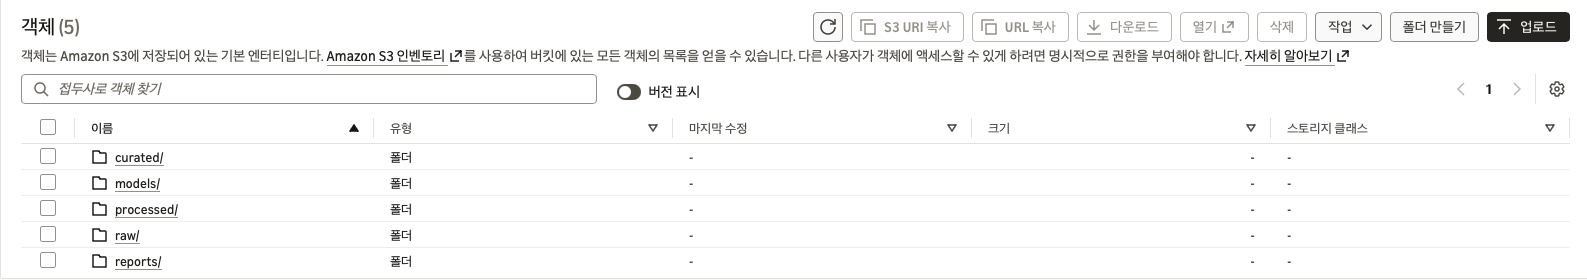 객체 (5)
S3 URI 복사
URL 복사
다운로드
열기
삭제
작업
폴더 만들기
업로드
객체는 Amazon S3에 저장되어 있는 기본 엔터티입니다. Amazon S3 인벤토리 를 사용하여 버킷에 있는 모든 객체의 목록을 얻을 수 있습니다. 다른 사용자가 객체에 액세스할 수 있게 하려면 명시적으로 권한을 부여해야 합니다. 자세히 알아보기
접두사로 객체 찾기
버전 표시
1
이름 유형 마지막 수정 크기 스토리지 클래스
curated/ 폴더 - - -
models/ 폴더 - - -
processed/ 폴더 - - -
raw/ 폴더 - - -
reports/ 폴더 - - -